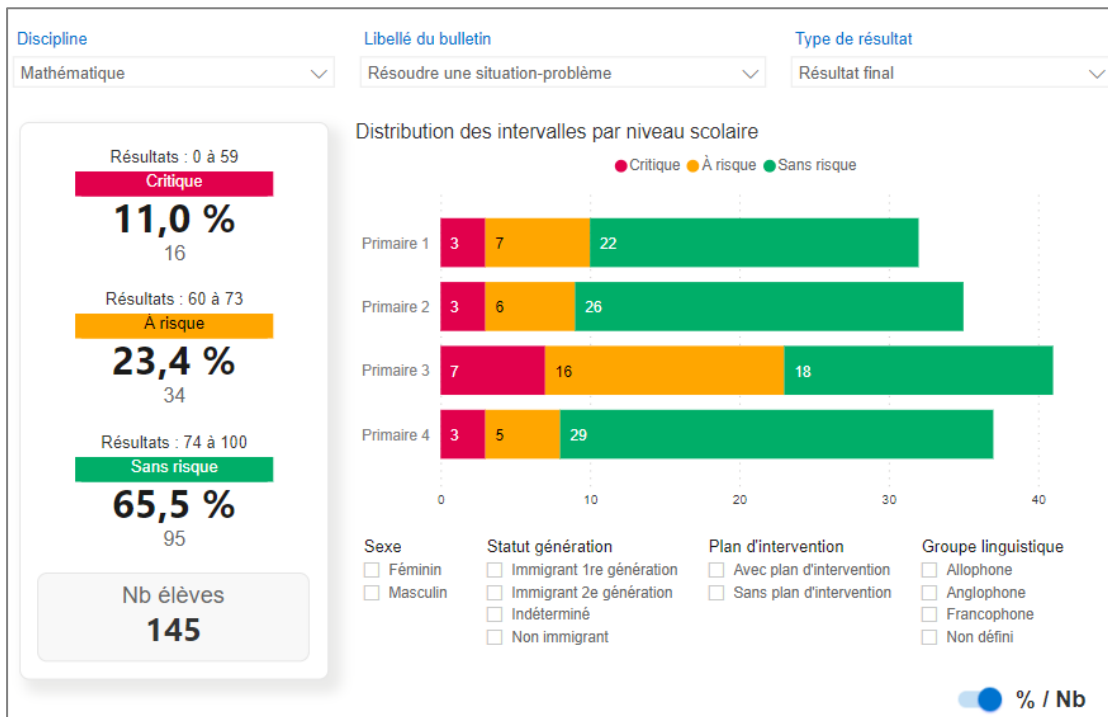 Discipline
Libellé du bulletin
Type de résultat
Mathématique
Résoudre une situation-problème
Résultat final
Résultats : 0 à 59
Critique
11,0 %
16
Résultats : 60 à 73
À risque
23,4 %
34
Résultats : 74 à 100
Sans risque
65,5 %
95
Nb élèves
145
Distribution des intervalles par niveau scolaire
Critique À risque Sans risque
Primaire 1 3 7 22
Primaire 2 3 6 26
Primaire 3 7 16 18
Primaire 4 3 5 29
0 10 20 30 40
Sexe
Féminin
Masculin
Statut génération
Immigrant 1re génération
Immigrant 2e génération
Indéterminé
Non immigrant
Plan d'intervention
Avec plan d'intervention
Sans plan d'intervention
Groupe linguistique
Allophone
Anglophone
Francophone
Non défini
% / Nb